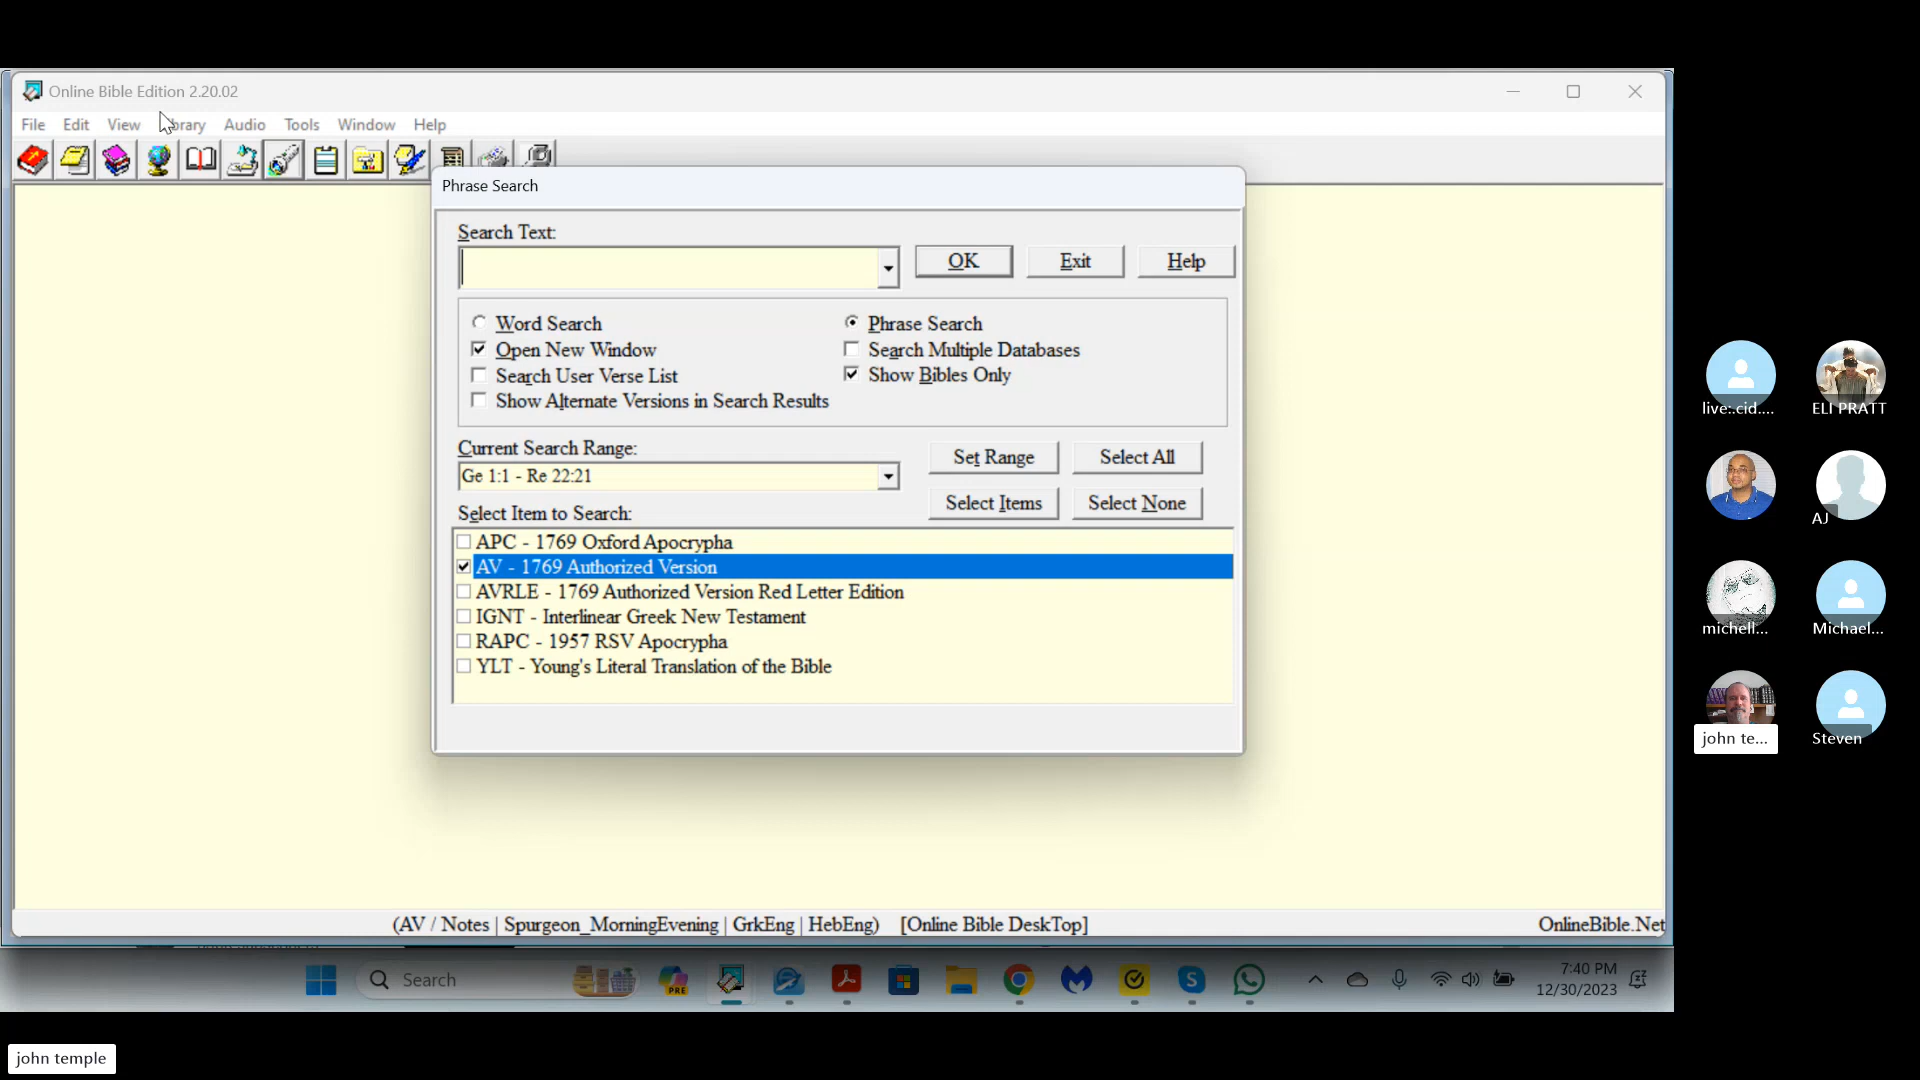 Online Bible Edition 2.20.02
File Edit View Library Audio Tools Window Help
Phrase Search
Search Text:
OK Exit Help
Word Search Phrase Search
Open New Window Search Multiple Databases
Search User Verse List Show Bibles Only
Show Alternate Versions in Search Results
Current Search Range:
Set Range Select All
Ge 1:1 - Re 22:21
Select Items Select None
Select Item to Search:
APC - 1769 Oxford Apocrypha
AV - 1769 Authorized Version
AVRLE - 1769 Authorized Version Red Letter Edition
IGNT - Interlinear Greek New Testament
RAPC - 1957 RSV Apocrypha
YLT - Young's Literal Translation of the Bible
live:.cid.... ELI PRATT
AJ
michell... Michael...
john te... Steven
(AV / Notes | Spurgeon_MorningEvening | GrkEng | HebEng) [Online Bible DeskTop] OnlineBible.Net
Search PRE 7:40 PM
12/30/2023
john temple